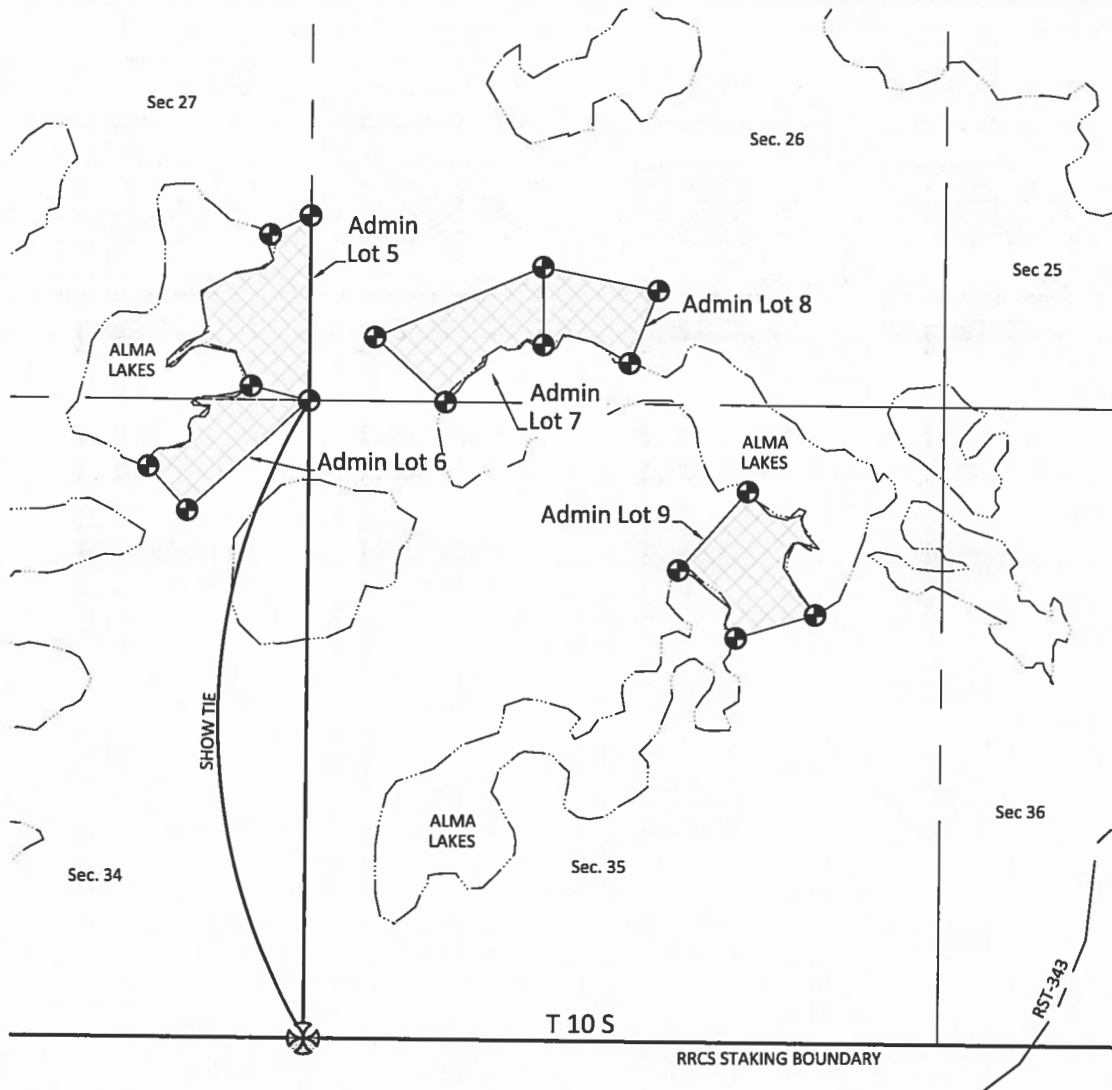 Sec 27
Sec. 26
Admin
Lot 5
Sec 25
Admin Lot 8
ALMA
LAKES
Admin
Lot 7
Admin Lot 6
ALMA
LAKES
Admin Lot 9
SHOW TIE
ALMA
LAKES
Sec 36
Sec. 35
Sec. 34
RST-343
T 10 S
RRCS STAKING BOUNDARY